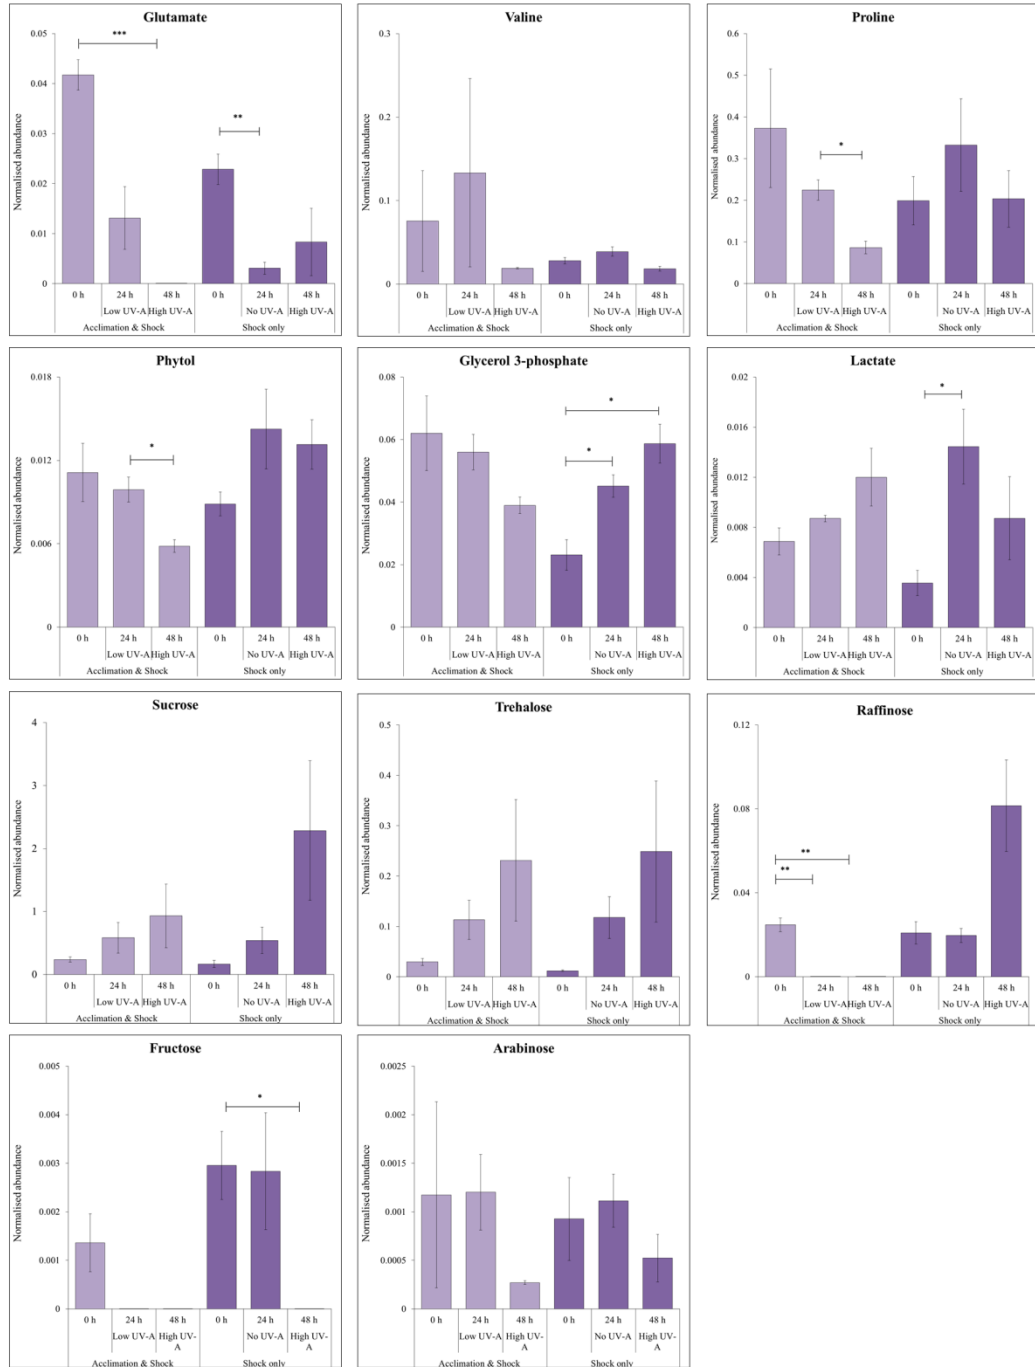 Glutamate
Normalised abundance
0.05
0.04
0.03
0.02
0.01
0
***
**
0 h 24 h 48 h 0 h 24 h 48 h
Low UV-A High UV-A No UV-A High UV-A
Acclimation & Shock Shock only
Valine
Normalised abundance
0.3
0.2
0.1
0
0 h 24 h 48 h 0 h 24 h 48 h
Low UV-A High UV-A No UV-A High UV-A
Acclimation & Shock Shock only
Proline
Normalised abundance
0.6
0.5
0.4
0.3
0.2
0.1
0
*
0 h 24 h 48 h 0 h 24 h 48 h
Low UV-A High UV-A No UV-A High UV-A
Acclimation & Shock Shock only
Phytol
Normalised abundance
0.018
0.012
0.006
0
*
0 h 24 h 48 h 0 h 24 h 48 h
Low UV-A High UV-A No UV-A High UV-A
Acclimation & Shock Shock only
Glycerol 3-phosphate
Normalised abundance
0.08
0.06
0.04
0.02
0
*
*
0 h 24 h 48 h 0 h 24 h 48 h
Low UV-A High UV-A No UV-A High UV-A
Acclimation & Shock Shock only
Lactate
Normalised abundance
0.02
0.016
0.012
0.008
0.004
0
*
0 h 24 h 48 h 0 h 24 h 48 h
Low UV-A High UV-A No UV-A High UV-A
Acclimation & Shock Shock only
Sucrose
Normalised abundance
4
3
2
1
0
0 h 24 h 48 h 0 h 24 h 48 h
Low UV-A High UV-A No UV-A High UV-A
Acclimation & Shock Shock only
Trehalose
Normalised abundance
0.5
0.4
0.3
0.2
0.1
0
0 h 24 h 48 h 0 h 24 h 48 h
Low UV-A High UV-A No UV-A High UV-A
Acclimation & Shock Shock only
Raffinose
Normalised abundance
0.12
0.08
0.04
0
**
**
0 h 24 h 48 h 0 h 24 h 48 h
Low UV-A High UV-A No UV-A High UV-A
Acclimation & Shock Shock only
Fructose
Normalised abundance
0.005
0.004
0.003
0.002
0.001
0
*
0 h 24 h 48 h 0 h 24 h 48 h
Low UV-A High UV-A No UV-A High UV-A
Acclimation & Shock Shock only
Arabinose
Normalised abundance
0.0025
0.002
0.0015
0.001
0.0005
0
0 h 24 h 48 h 0 h 24 h 48 h
Low UV-A High UV-A No UV-A High UV-A
Acclimation & Shock Shock only